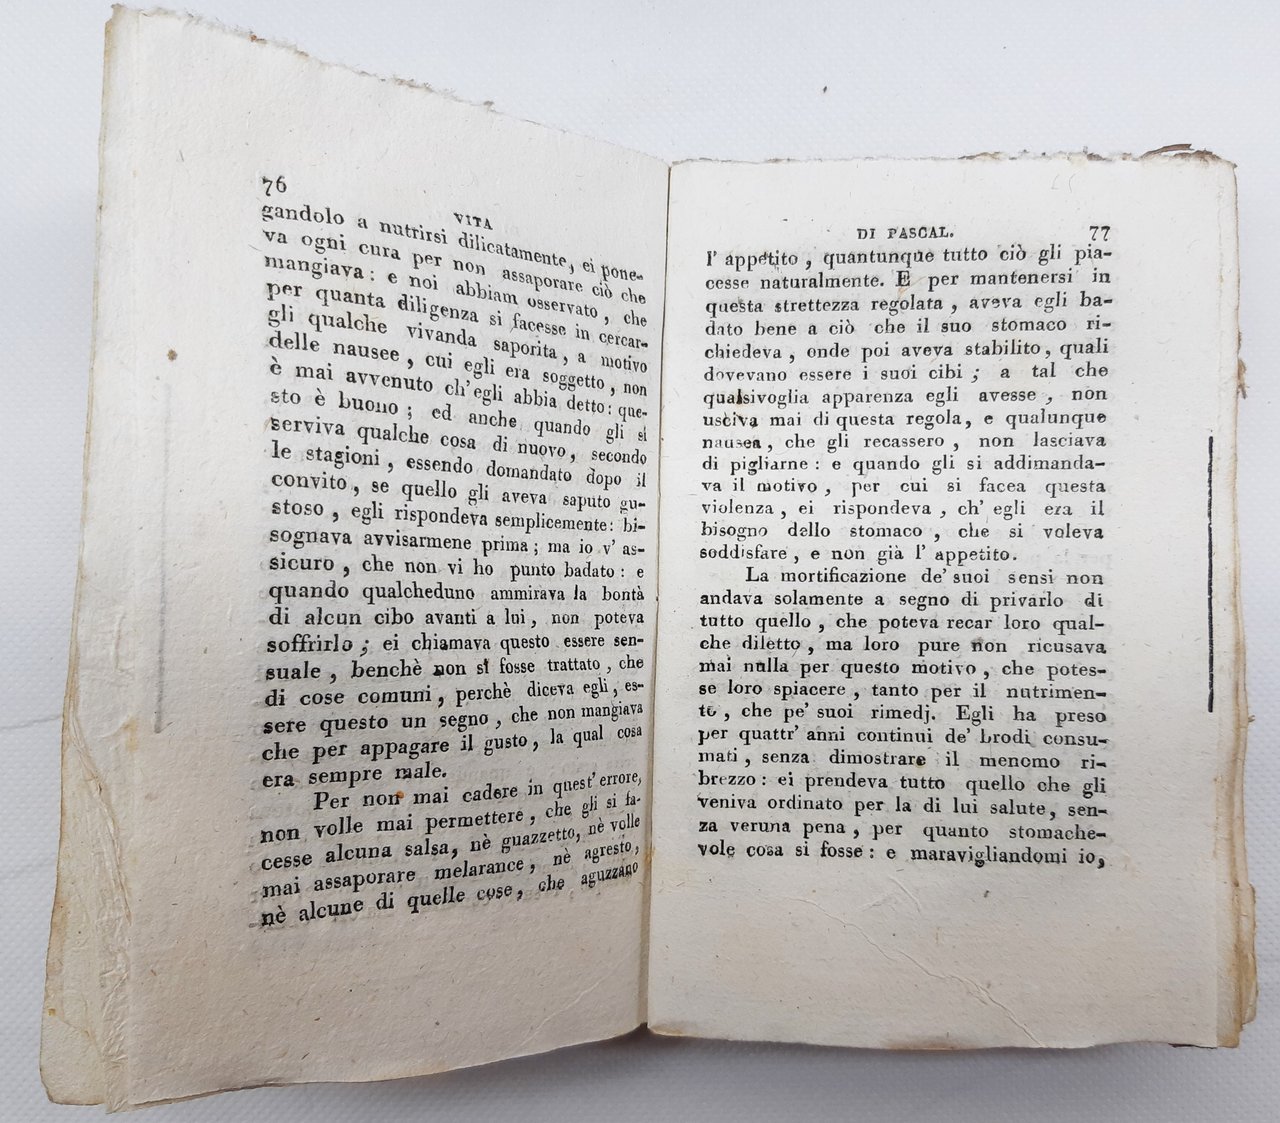 76
VITA
gandolo a nutrirsi dilicatamente, ei pone-
va ogni cura per non assaporare ciò che
mangiava: e noi abbiam osservato, che
per quanta diligenza si facesse in cercar-
gli qualche vivanda saporita, a motivo
delle nausee, cui egli era soggetto, non
è mai avvenuto ch'egli abbia detto: que-
sto è buono; ed anche quando gli si
serviva qualche cosa di nuovo, secondo
le stagioni, essendo domandato dopo il
convito, se quello gli aveva saputo gu-
stoso, egli rispondeva semplicemente: bi-
sognava avvisarmene prima; ma io v' as-
sicuro, che non vi ho punto badato: e
quando qualcheduno ammirava la bontà
di alcun cibo avanti a lui, non poteva
soffrirlo; ei chiamava questo essere sen-
suale, benchè non si fosse trattato, che
di cose comuni, perchè diceva egli, es-
sere questo un segno, che non mangiava
che per appagare il gusto, la qual cosa
era sempre male.
Per non mai cadere in quest' errore,
non volle mai permettere, che gli si fa-
cesse alcuna salsa, nè guazzetto, nè volle
mai assaporare melarance, nè agresto,
nè alcune di quelle cose, che aguzzano
DI PASCAL. 77
l' appetito, quantunque tutto ciò gli pia-
cesse naturalmente. E per mantenersi in
questa strettezza regolata, aveva egli ba-
dato bene a ciò che il suo stomaco ri-
chiedeva, onde poi aveva stabilito, quali
dovevano essere i suoi cibi; a tal che
qualsivoglia apparenza egli avesse, non
usciva mai di questa regola, e qualunque
nausea, che gli recassero, non lasciava
di pigliarne: e quando gli si addimanda-
va il motivo, per cui si facea questa
violenza, ei rispondeva, ch' egli era il
bisogno dello stomaco, che si voleva
soddisfare, e non già l' appetito.
La mortificazione de' suoi sensi non
andava solamente a segno di privarlo di
tutto quello, che poteva recar loro qual-
che diletto, ma loro pure non ricusava
mai nulla per questo motivo, che potes-
se loro spiacere, tanto per il nutrimen-
to, che pe' suoi rimedj. Egli ha preso
per quattr' anni continui de' brodi consu-
mati, senza dimostrare il menomo ri-
brezzo: ei prendeva tutto quello che gli
veniva ordinato per la di lui salute, sen-
za veruna pena, per quanto stomache-
vole cosa si fosse: e maravigliandomi io,